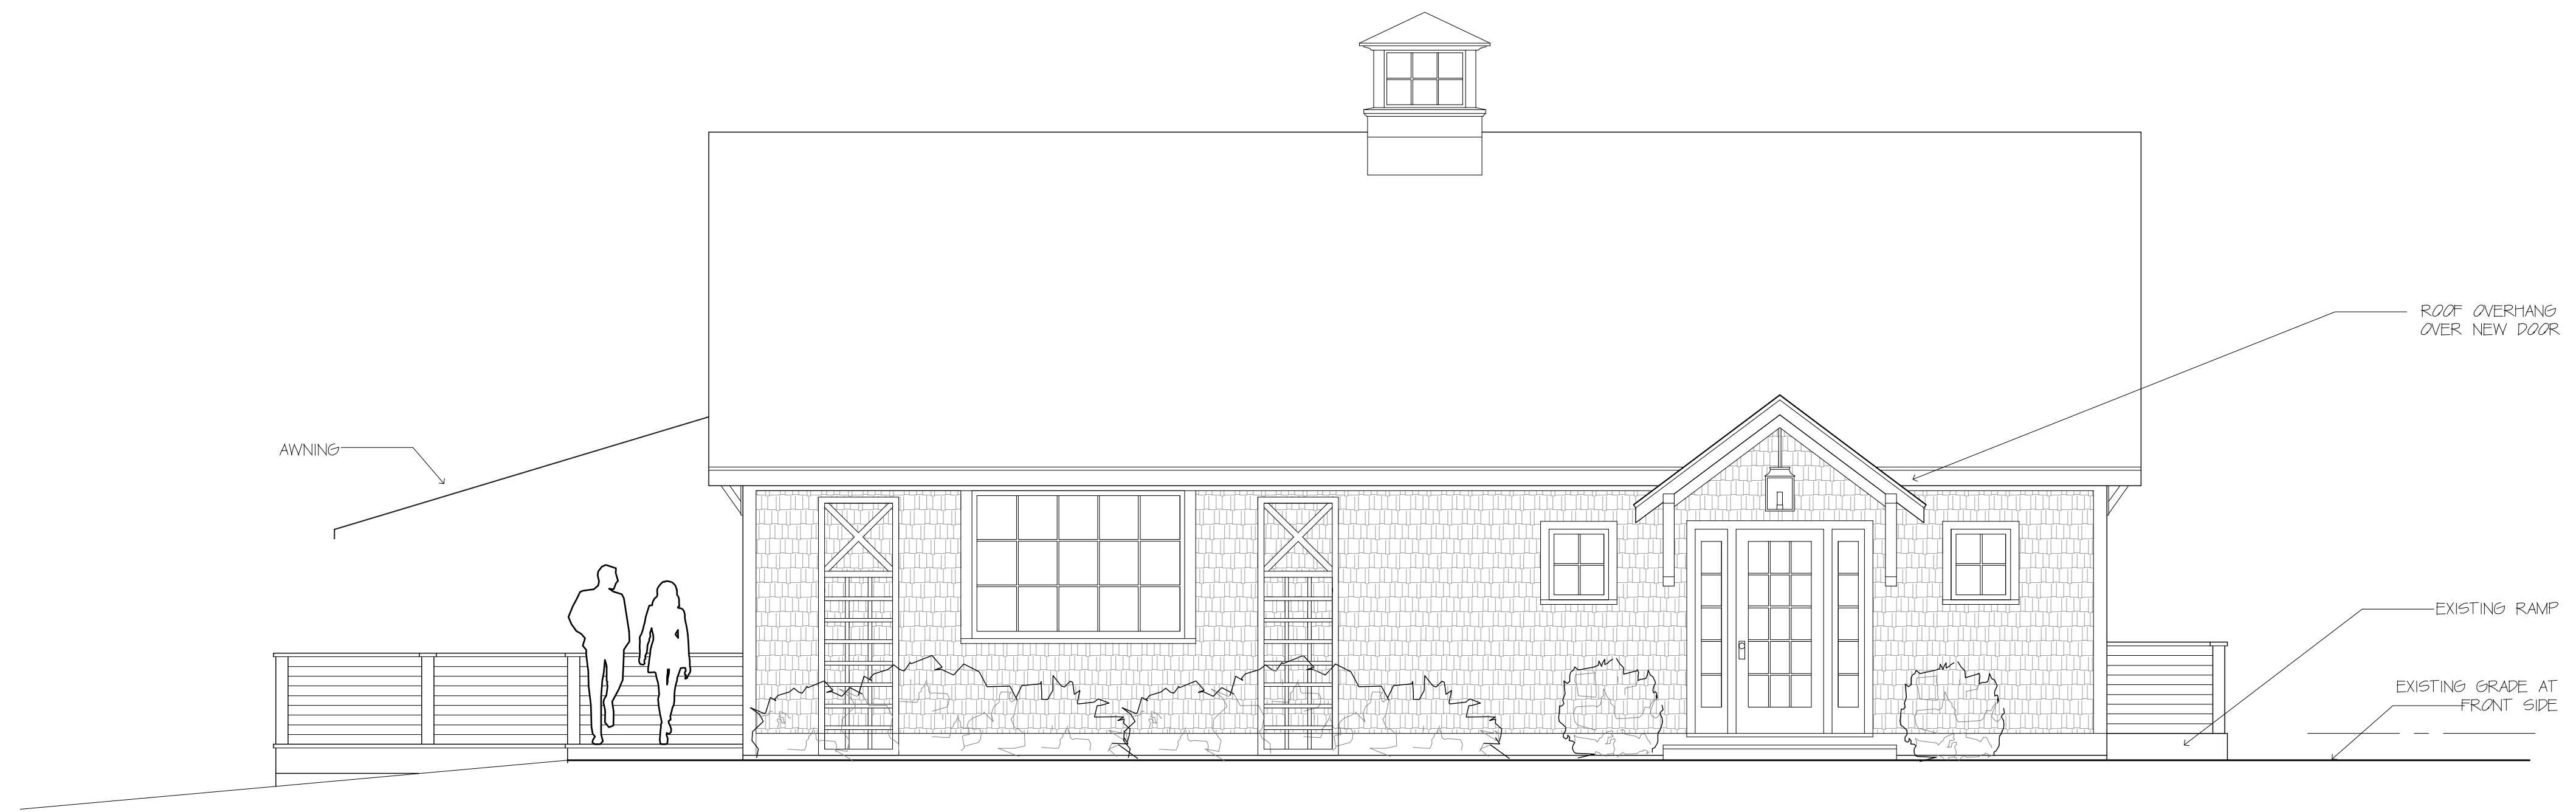 ROOF OVERHANG
OVER NEW DOOR
AWNING
EXISTING RAMP
EXISTING GRADE AT
FRONT SIDE